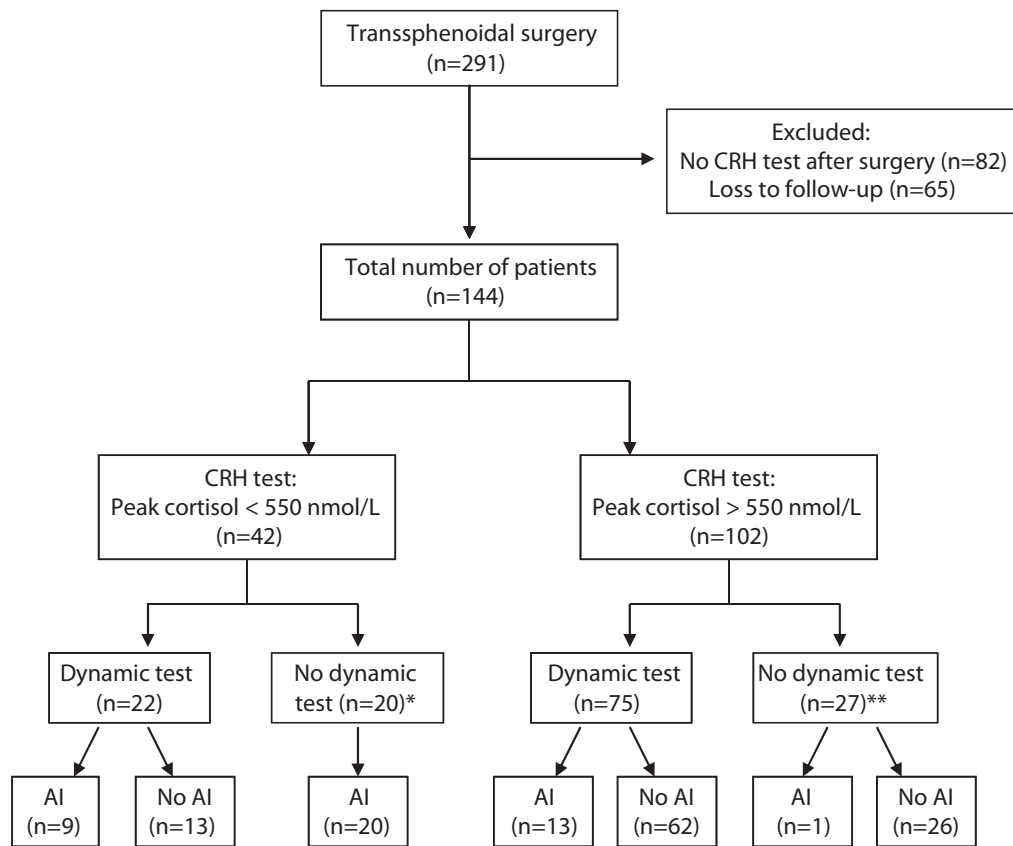 Transsphenoidal surgery
(n=291)
Excluded:
No CRH test after surgery (n=82)
Loss to follow-up (n=65)
Total number of patients
(n=144)
CRH test:
Peak cortisol < 550 nmol/L
(n=42)
CRH test:
Peak cortisol > 550 nmol/L
(n=102)
Dynamic test
(n=22)
No dynamic
test (n=20)*
Dynamic test
(n=75)
No dynamic test
(n=27)**
AI
(n=9)
No AI
(n=13)
AI
(n=20)
AI
(n=13)
No AI
(n=62)
AI
(n=1)
No AI
(n=26)